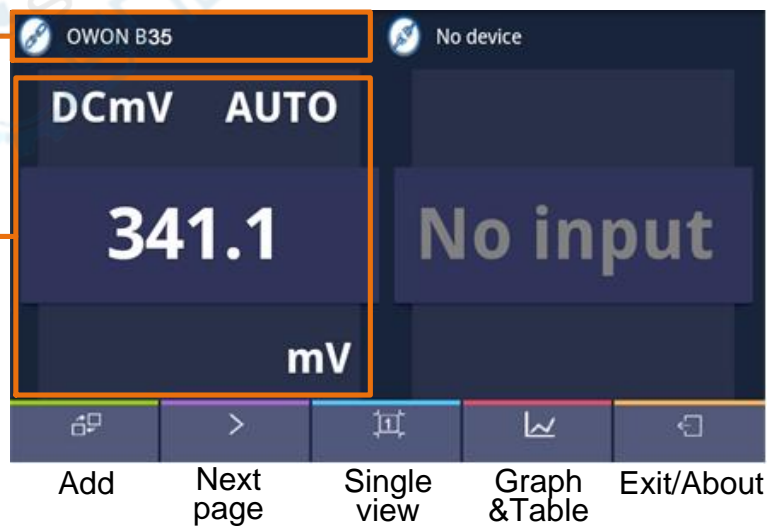 OWON B35
No device
DCmV AUTO
341.1
No input
mV
1
Add
Next page
Single view
Graph &Table
Exit/About